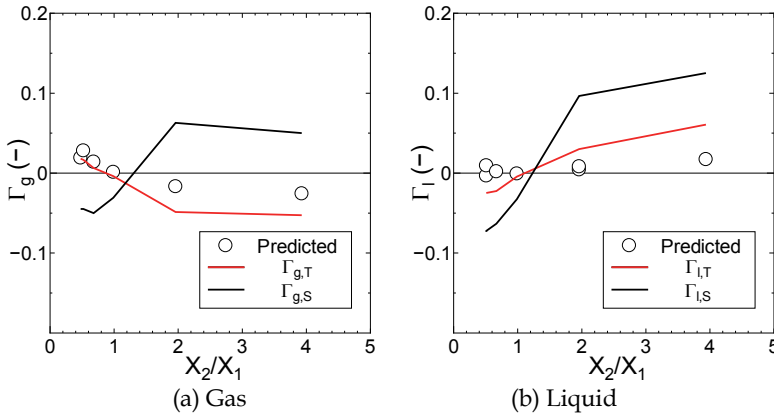 0.2
0.1
0
−0.1
Γg (−)
0 1 2 3 4 5
X2/X1
Predicted
Γg,T
Γg,S
(a) Gas
0.2
0.1
0
−0.1
Γl (−)
0 1 2 3 4 5
X2/X1
Predicted
Γl,T
Γl,S
(b) Liquid